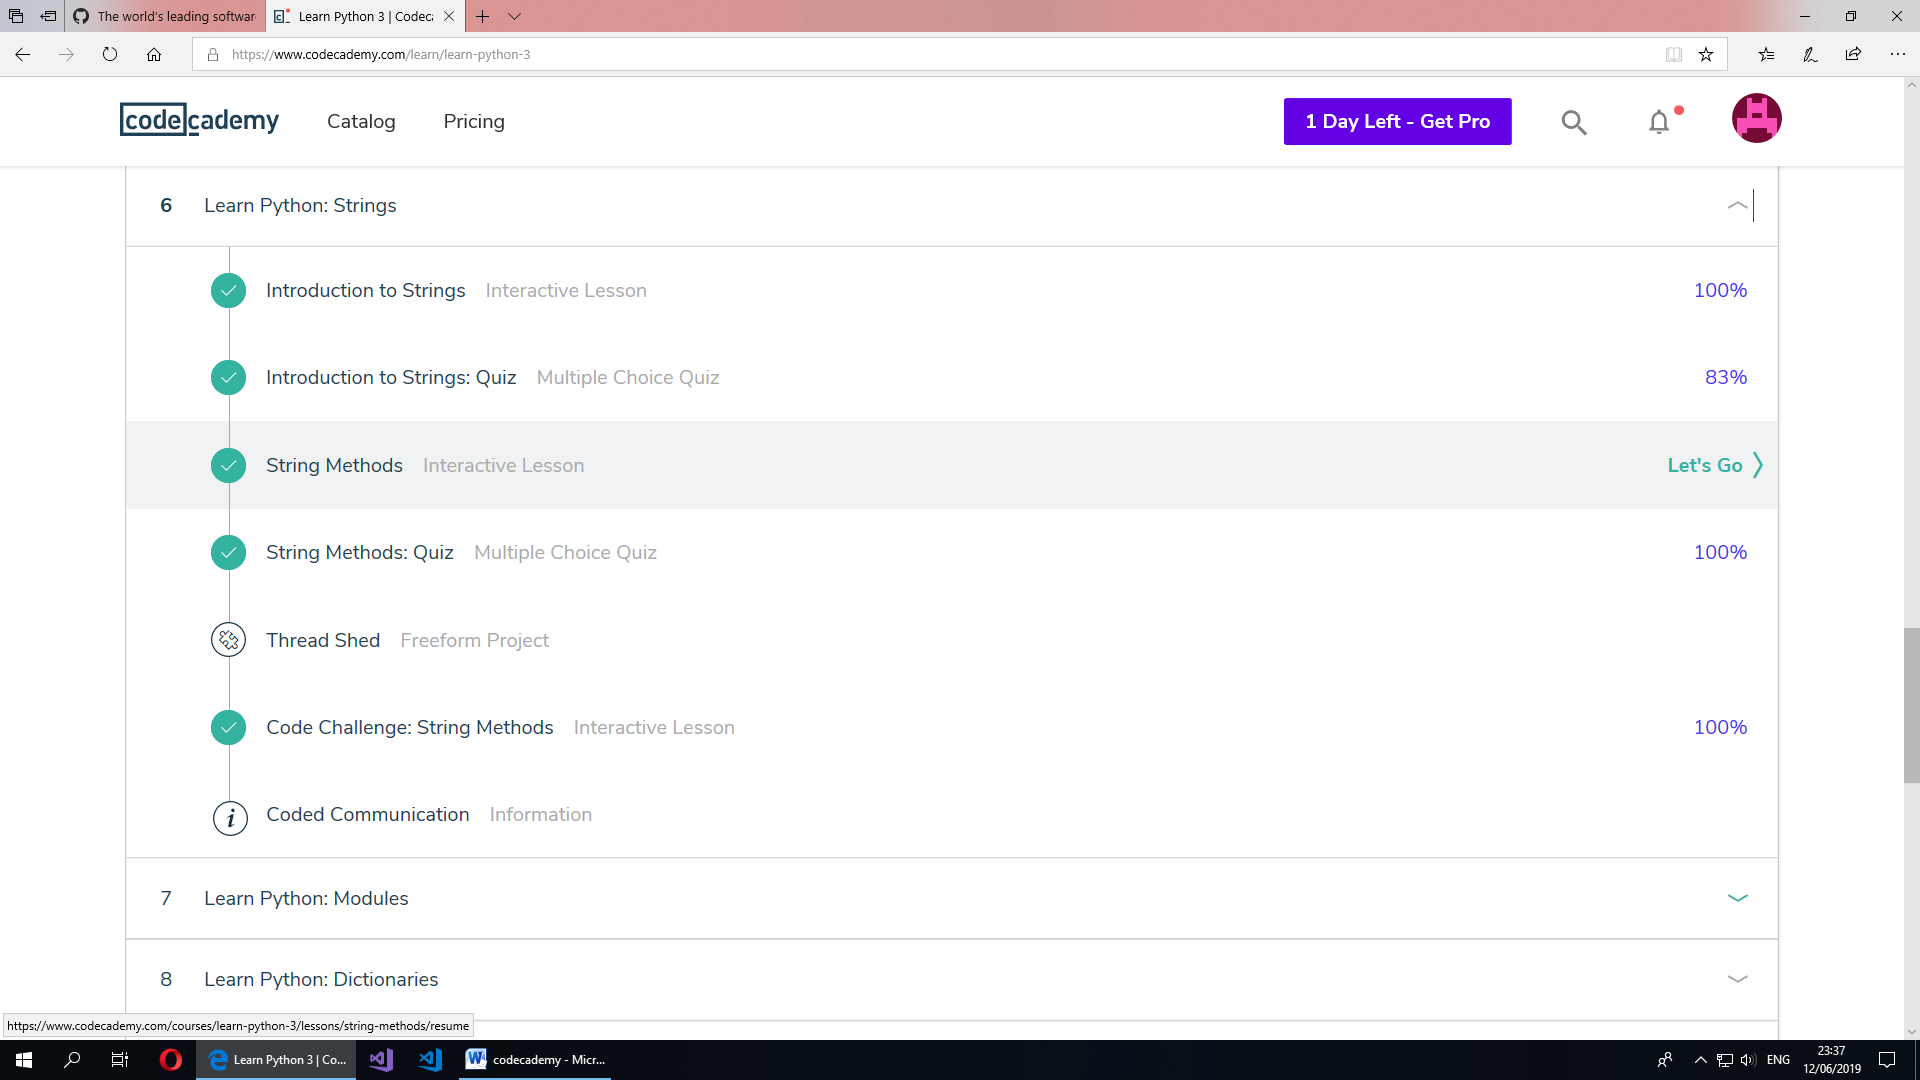 The world's leading softwar
Learn Python 3 | Codeca
https://www.codecademy.com/learn/learn-python-3
codecademy
Catalog
Pricing
1 Day Left - Get Pro
6 Learn Python: Strings
Introduction to Strings Interactive Lesson 100%
Introduction to Strings: Quiz Multiple Choice Quiz 83%
String Methods Interactive Lesson Let's Go
String Methods: Quiz Multiple Choice Quiz 100%
Thread Shed Freeform Project
Code Challenge: String Methods Interactive Lesson 100%
Coded Communication Information
7 Learn Python: Modules
8 Learn Python: Dictionaries
https://www.codecademy.com/courses/learn-python-3/lessons/string-methods/resume
Learn Python 3 | Co...
codecademy - Micr...
ENG
23:37
12/06/2019